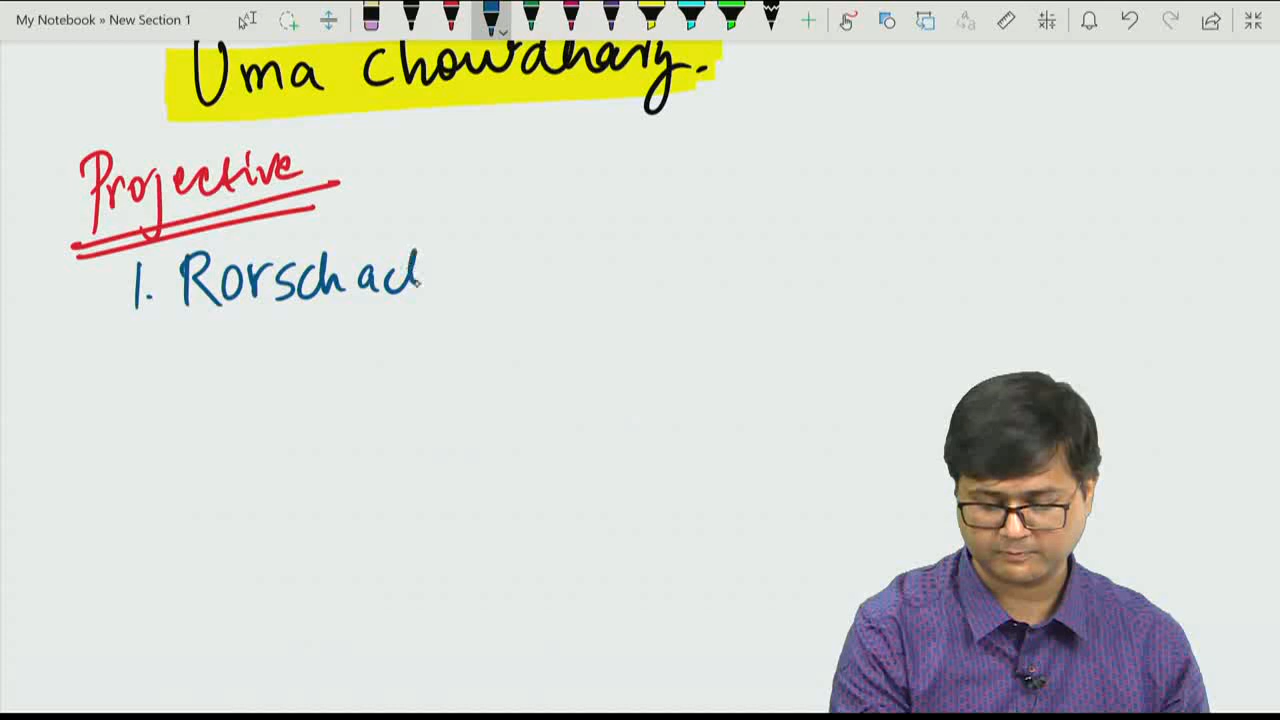 My Notebook » New Section 1
Uma Chowdhary.
Projective
1. Rorschach